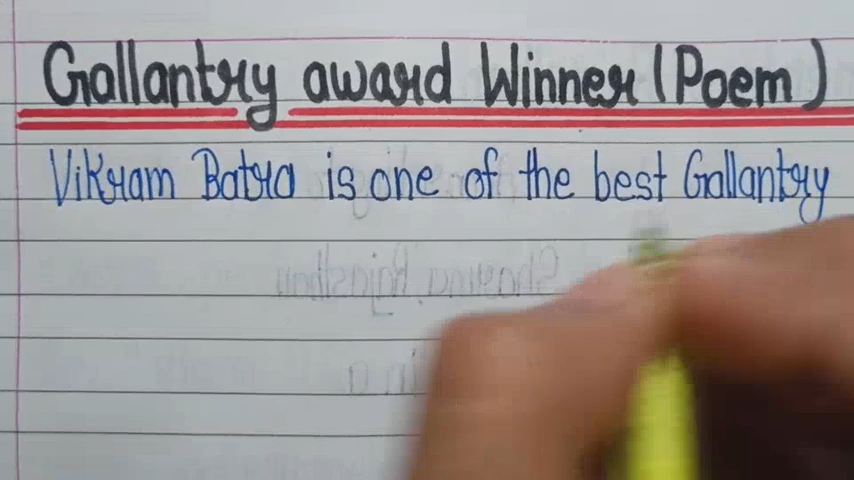 Gallantry award Winner (Poem)
Vikram Batra is one of the best Gallantry